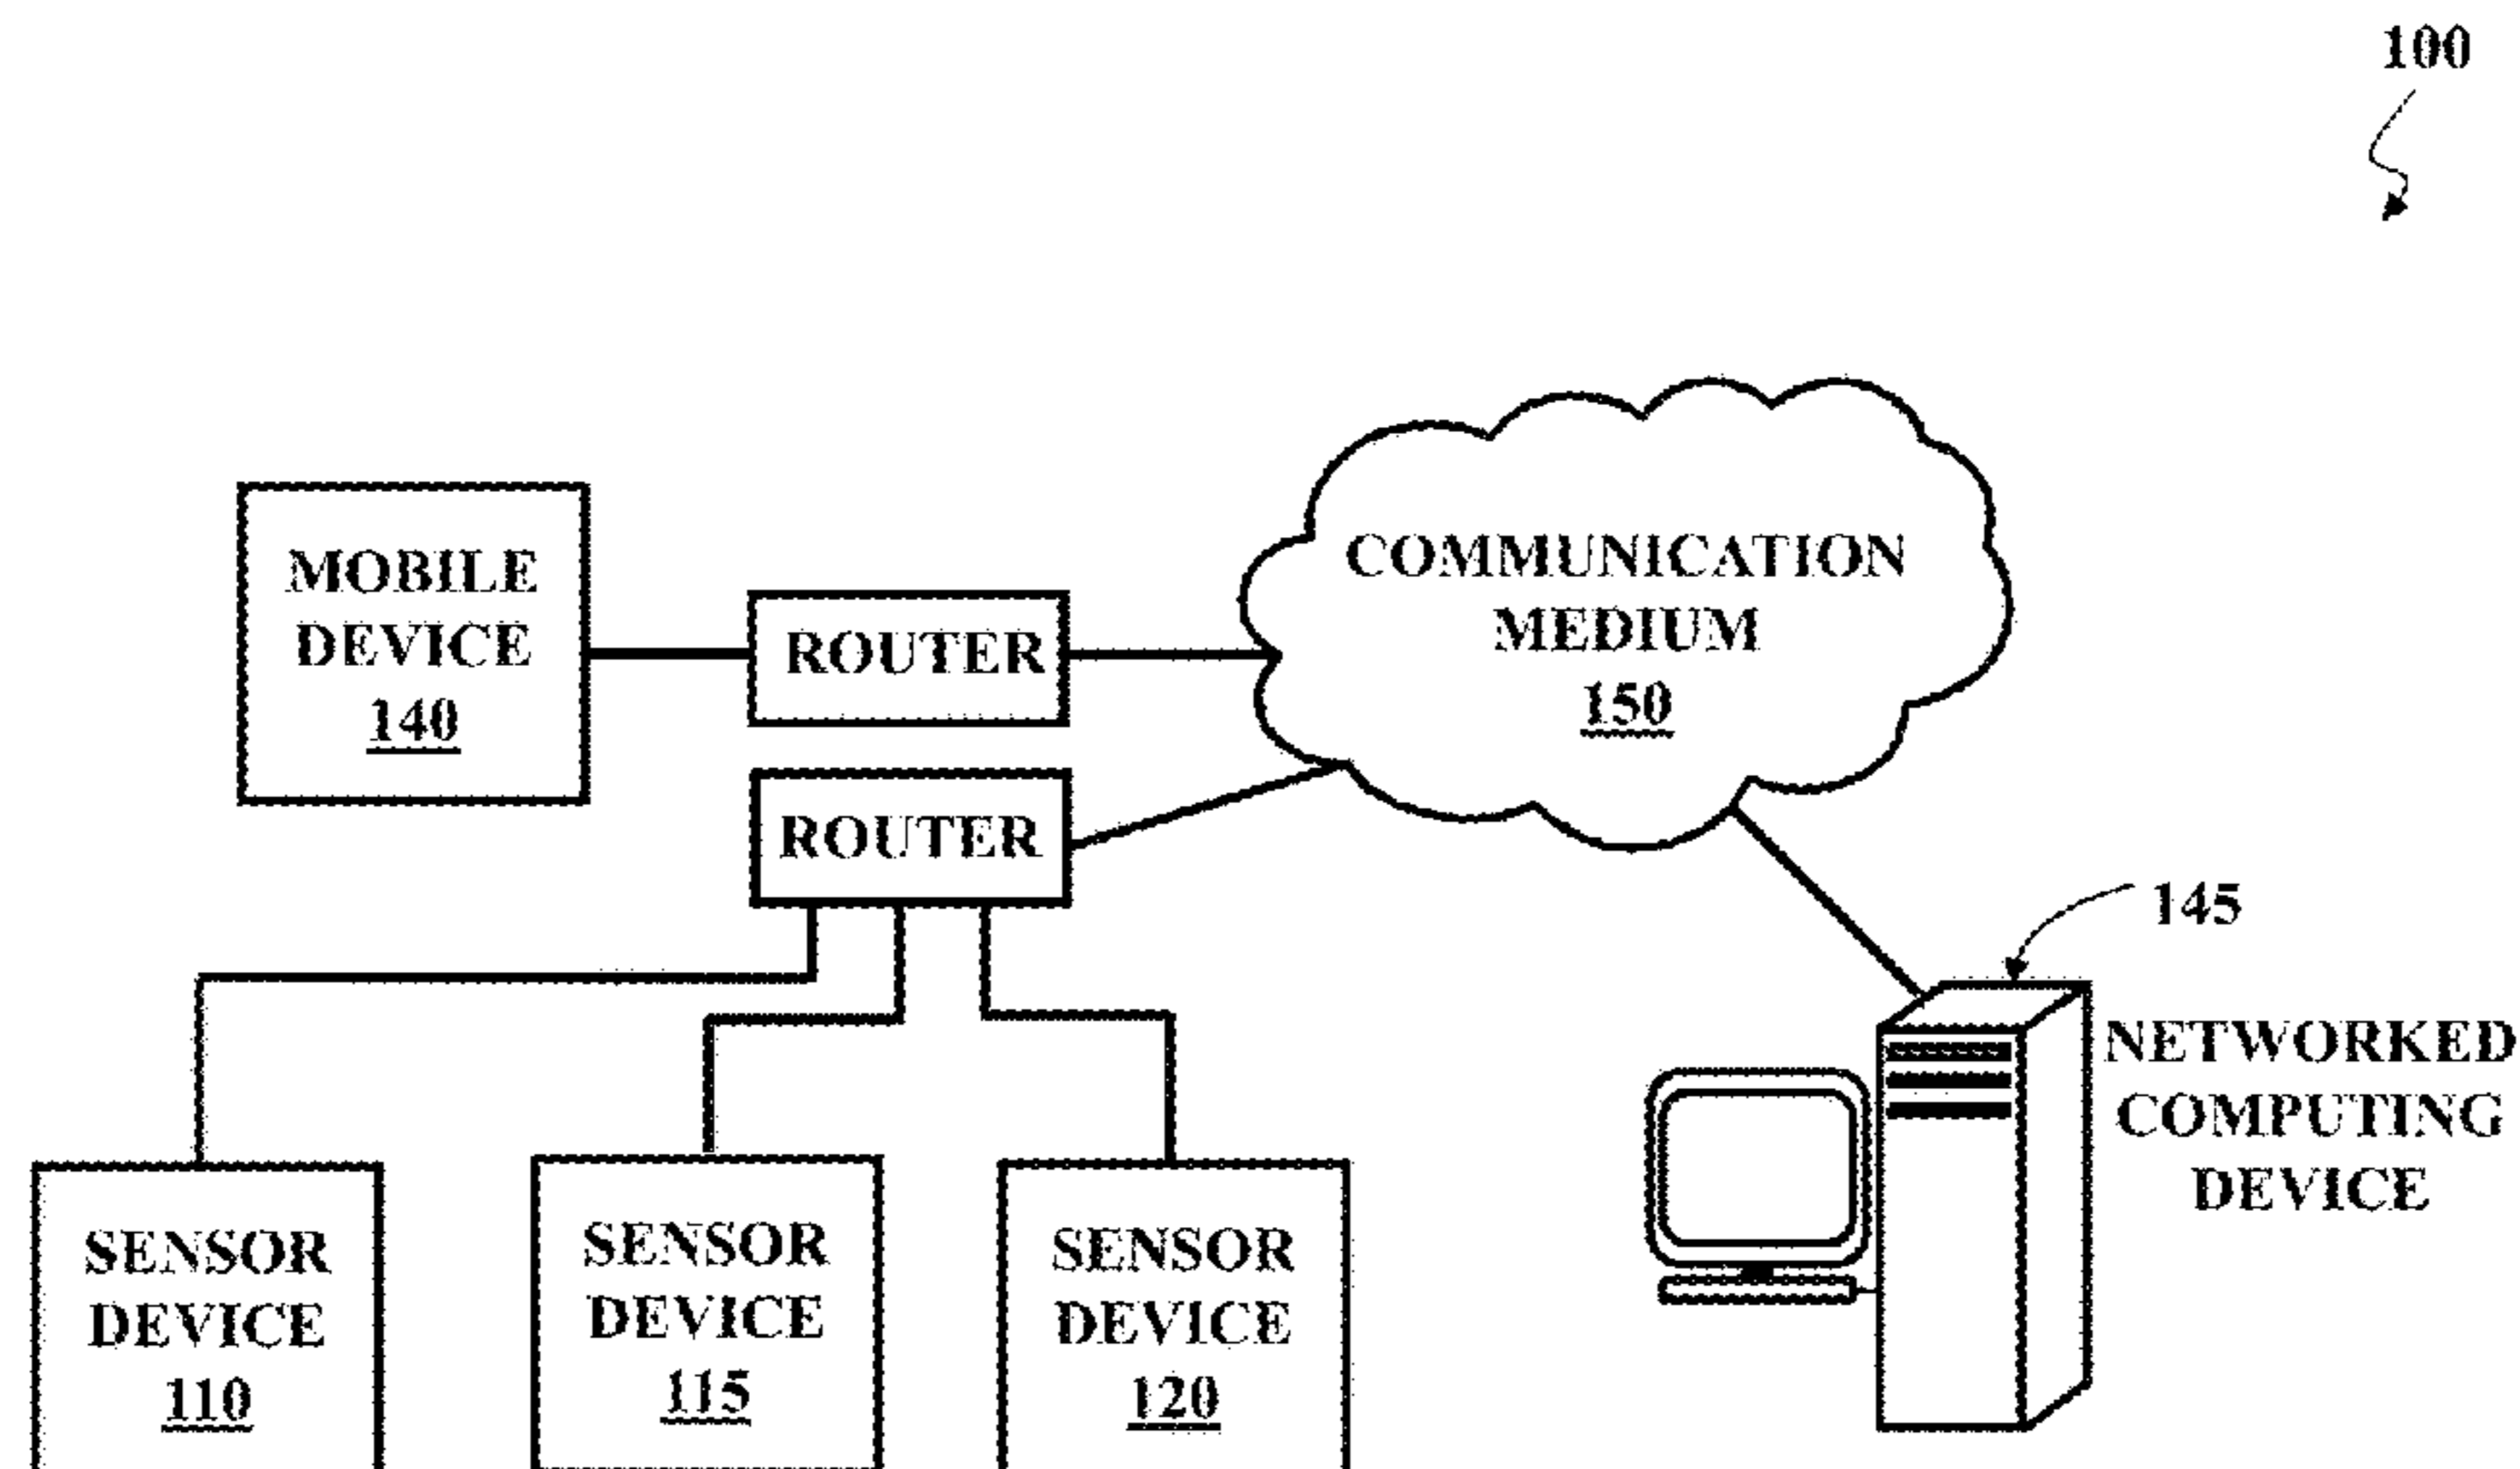 100
MOBILE
DEVICE
140
ROUTER
COMMUNICATION
MEDIUM
150
ROUTER
145
NETWORKED
COMPUTING
DEVICE
SENSOR
DEVICE
110
SENSOR
DEVICE
115
SENSOR
DEVICE
120